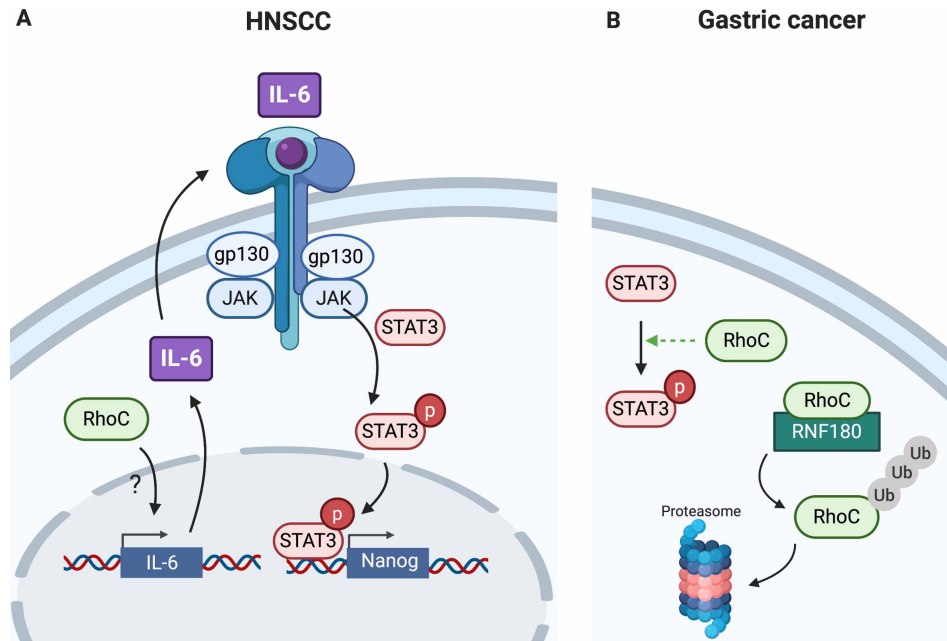 A
HNSCC
IL-6
gp130
gp130
JAK
JAK
STAT3
IL-6
RhoC
?
p
STAT3
p
STAT3
IL-6
Nanog
B
Gastric cancer
STAT3
RhoC
p
STAT3
RhoC
RNF180
Ub
Ub
Ub
RhoC
Proteasome